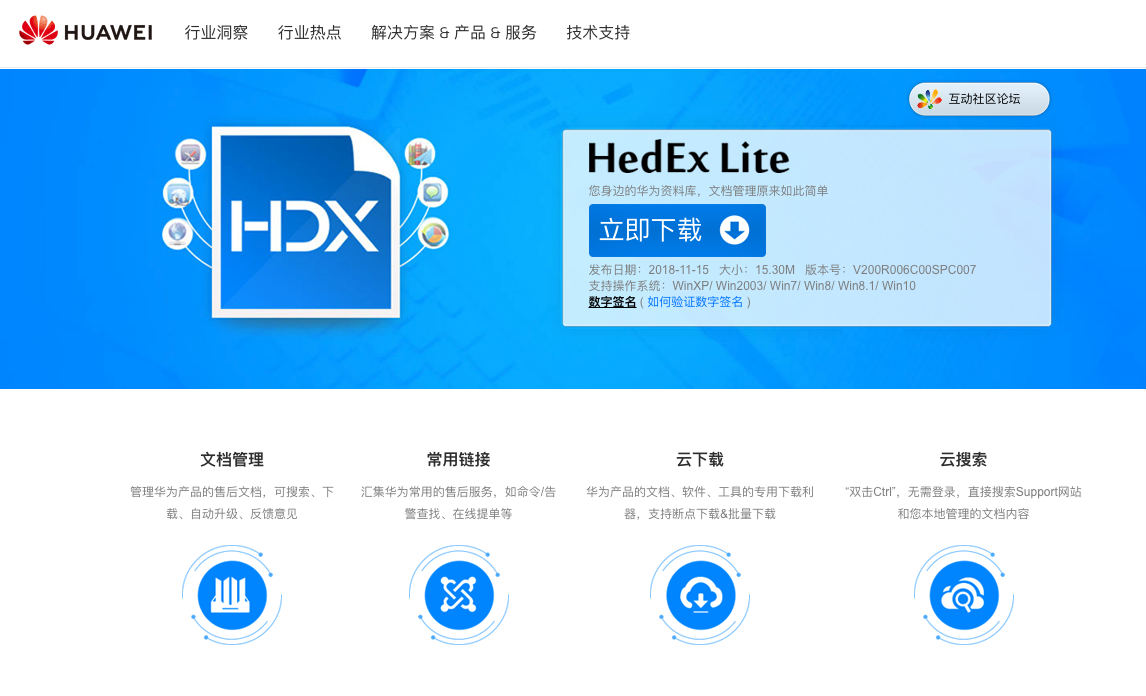 HUAWEI 行业洞察 行业热点 解决方案 & 产品 & 服务 技术支持
互动社区论坛
HDX
HedEx Lite
您身边的华为资料库，文档管理原来如此简单
立即下载
发布日期：2018-11-15 大小：15.30M 版本号：V200R006C00SPC007
支持操作系统：WinXP/ Win2003/ Win7/ Win8/ Win8.1/ Win10
数字签名 ( 如何验证数字签名 )
文档管理
管理华为产品的售后文档，可搜索、下
载、自动升级、反馈意见
常用链接
汇集华为常用的售后服务，如命令/告
警查找、在线提单等
云下载
华为产品的文档、软件、工具的专用下载利
器，支持断点下载&批量下载
云搜索
“双击Ctrl”，无需登录，直接搜索Support网站
和您本地管理的文档内容